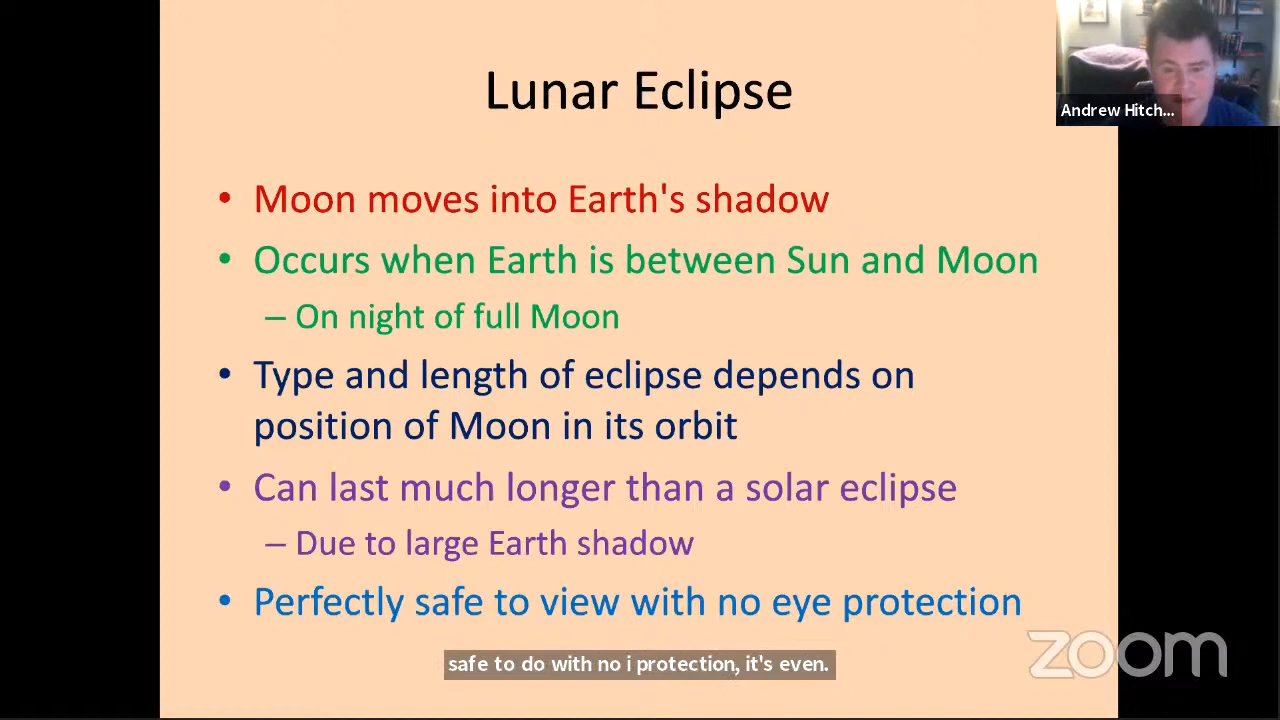 Lunar Eclipse
Andrew Hitch...
• Moon moves into Earth's shadow
• Occurs when Earth is between Sun and Moon
– On night of full Moon
• Type and length of eclipse depends on
position of Moon in its orbit
• Can last much longer than a solar eclipse
– Due to large Earth shadow
• Perfectly safe to view with no eye protection
safe to do with no i protection, it's even.
zoom